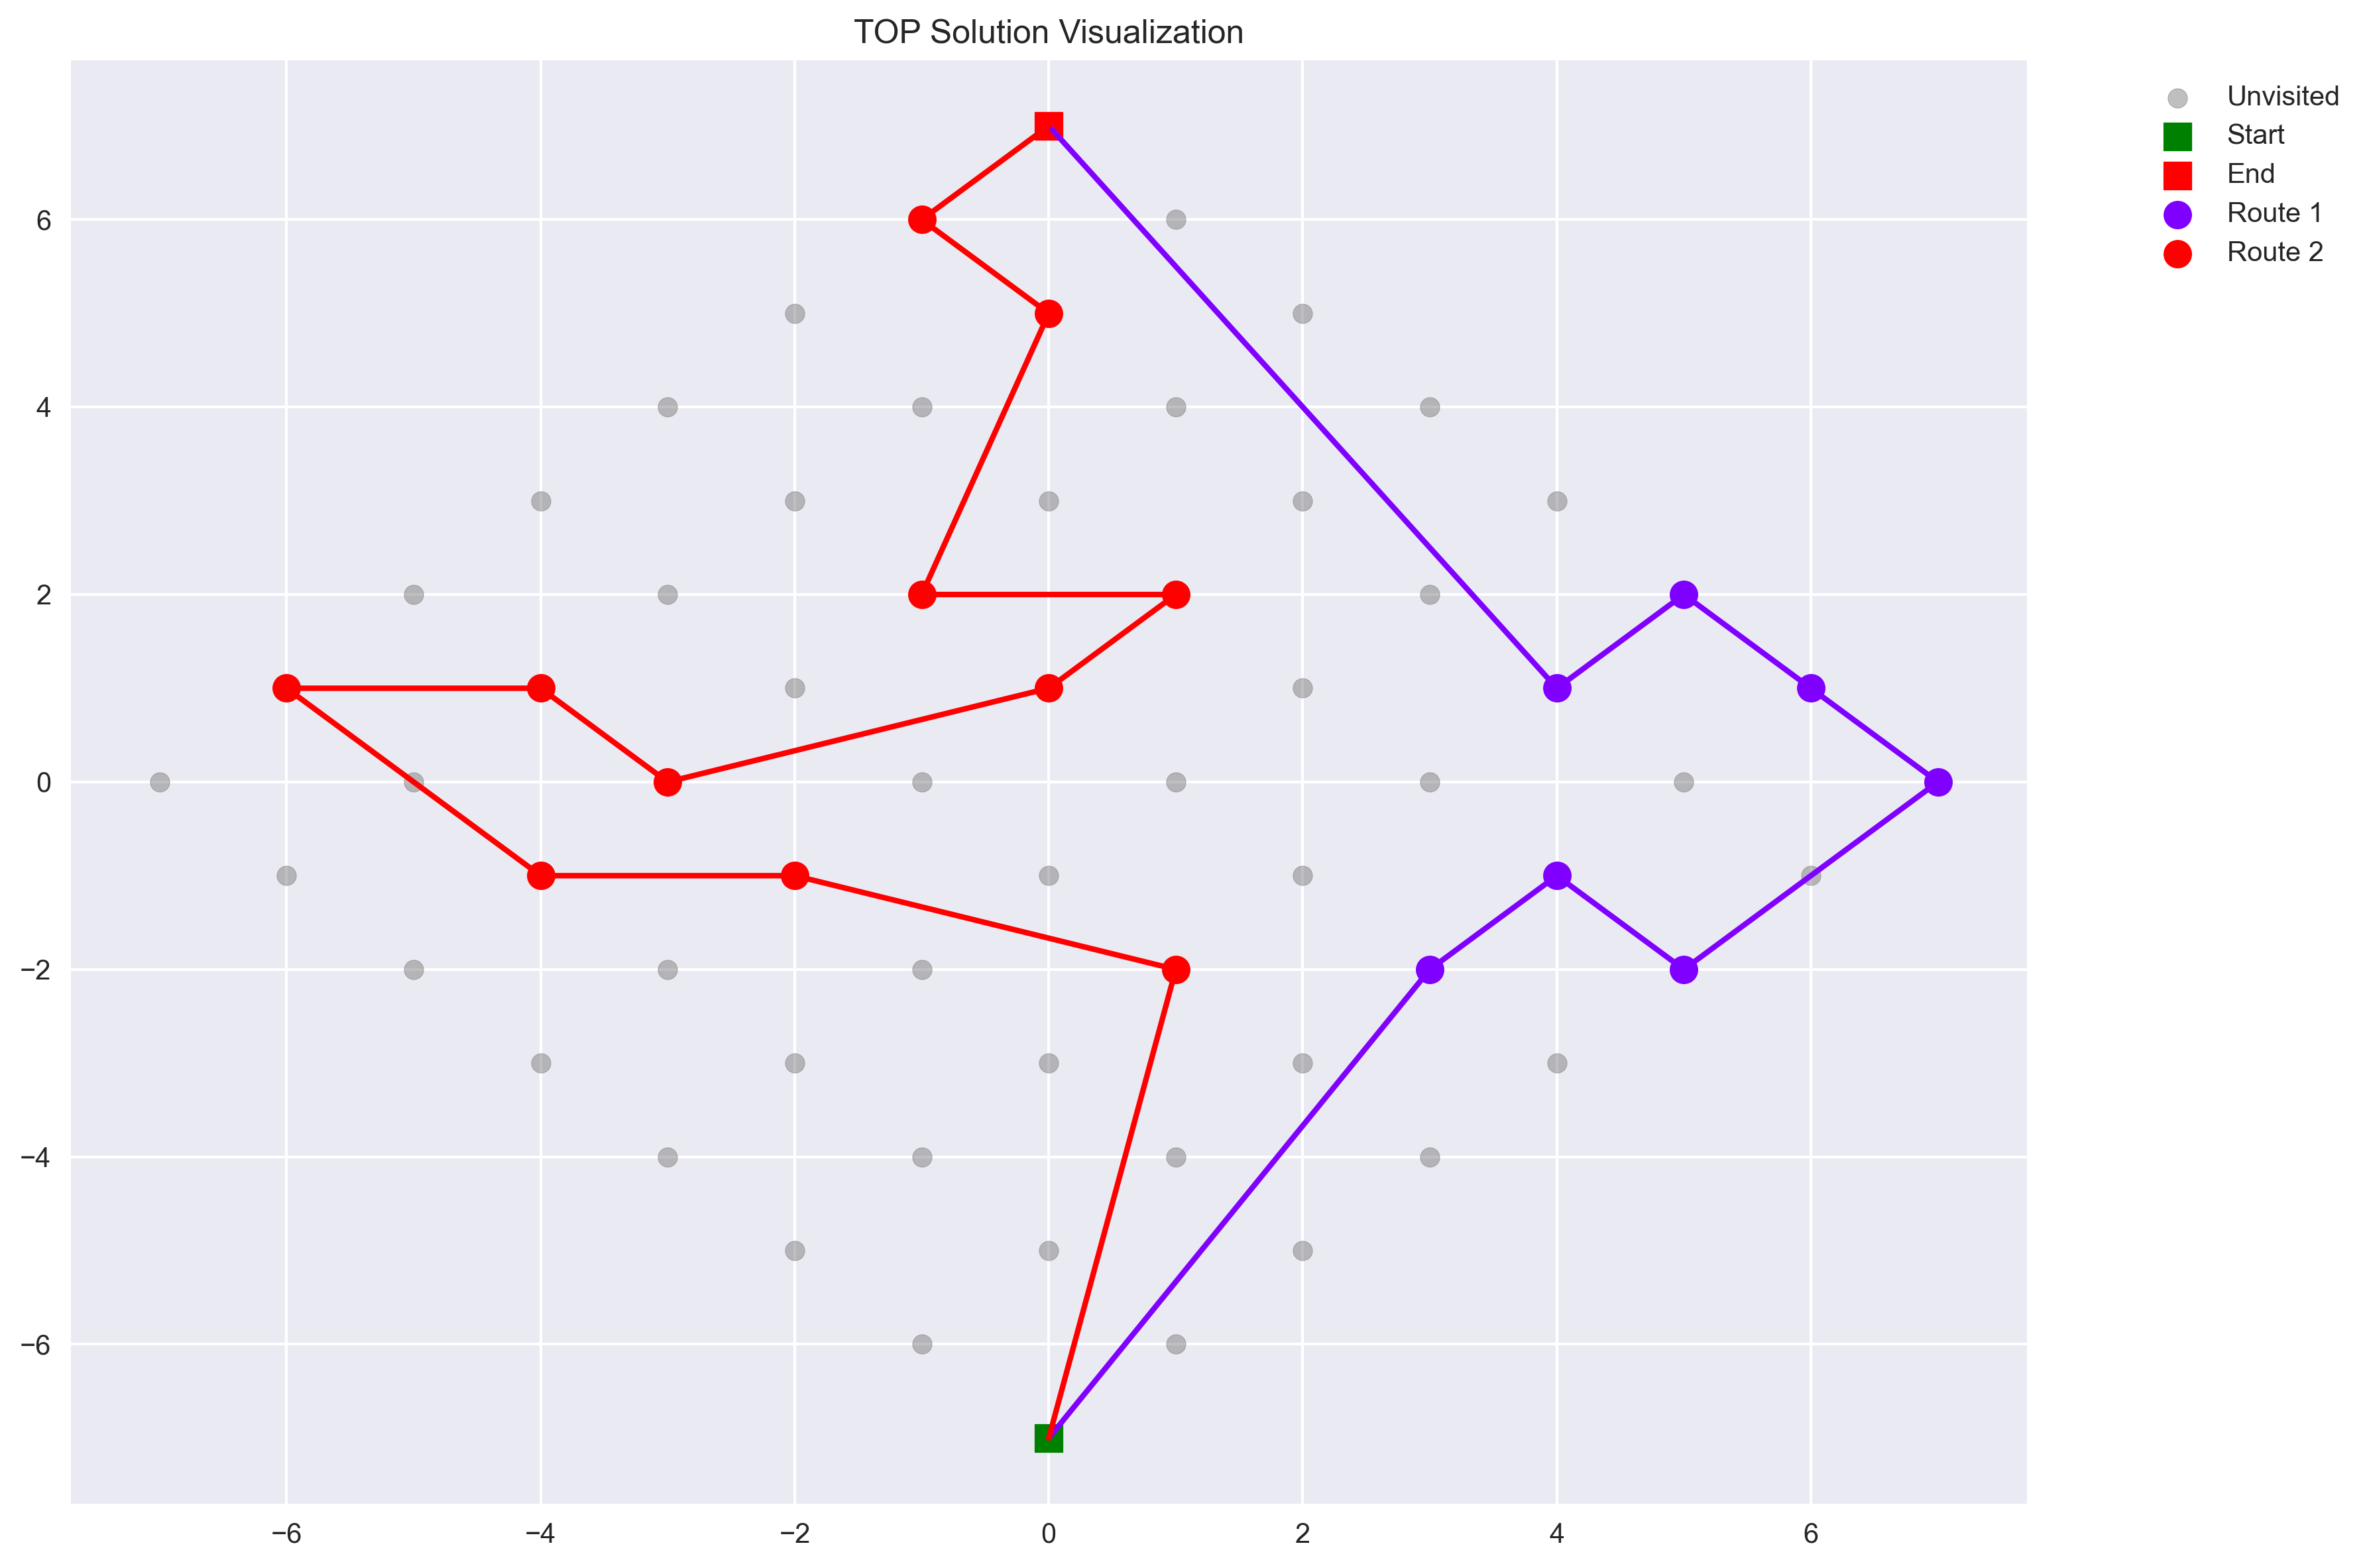 TOP Solution Visualization
Unvisited
Start
End
Route 1
Route 2
6
4
2
0
−2
−4
−6
−6 −4 −2 0 2 4 6